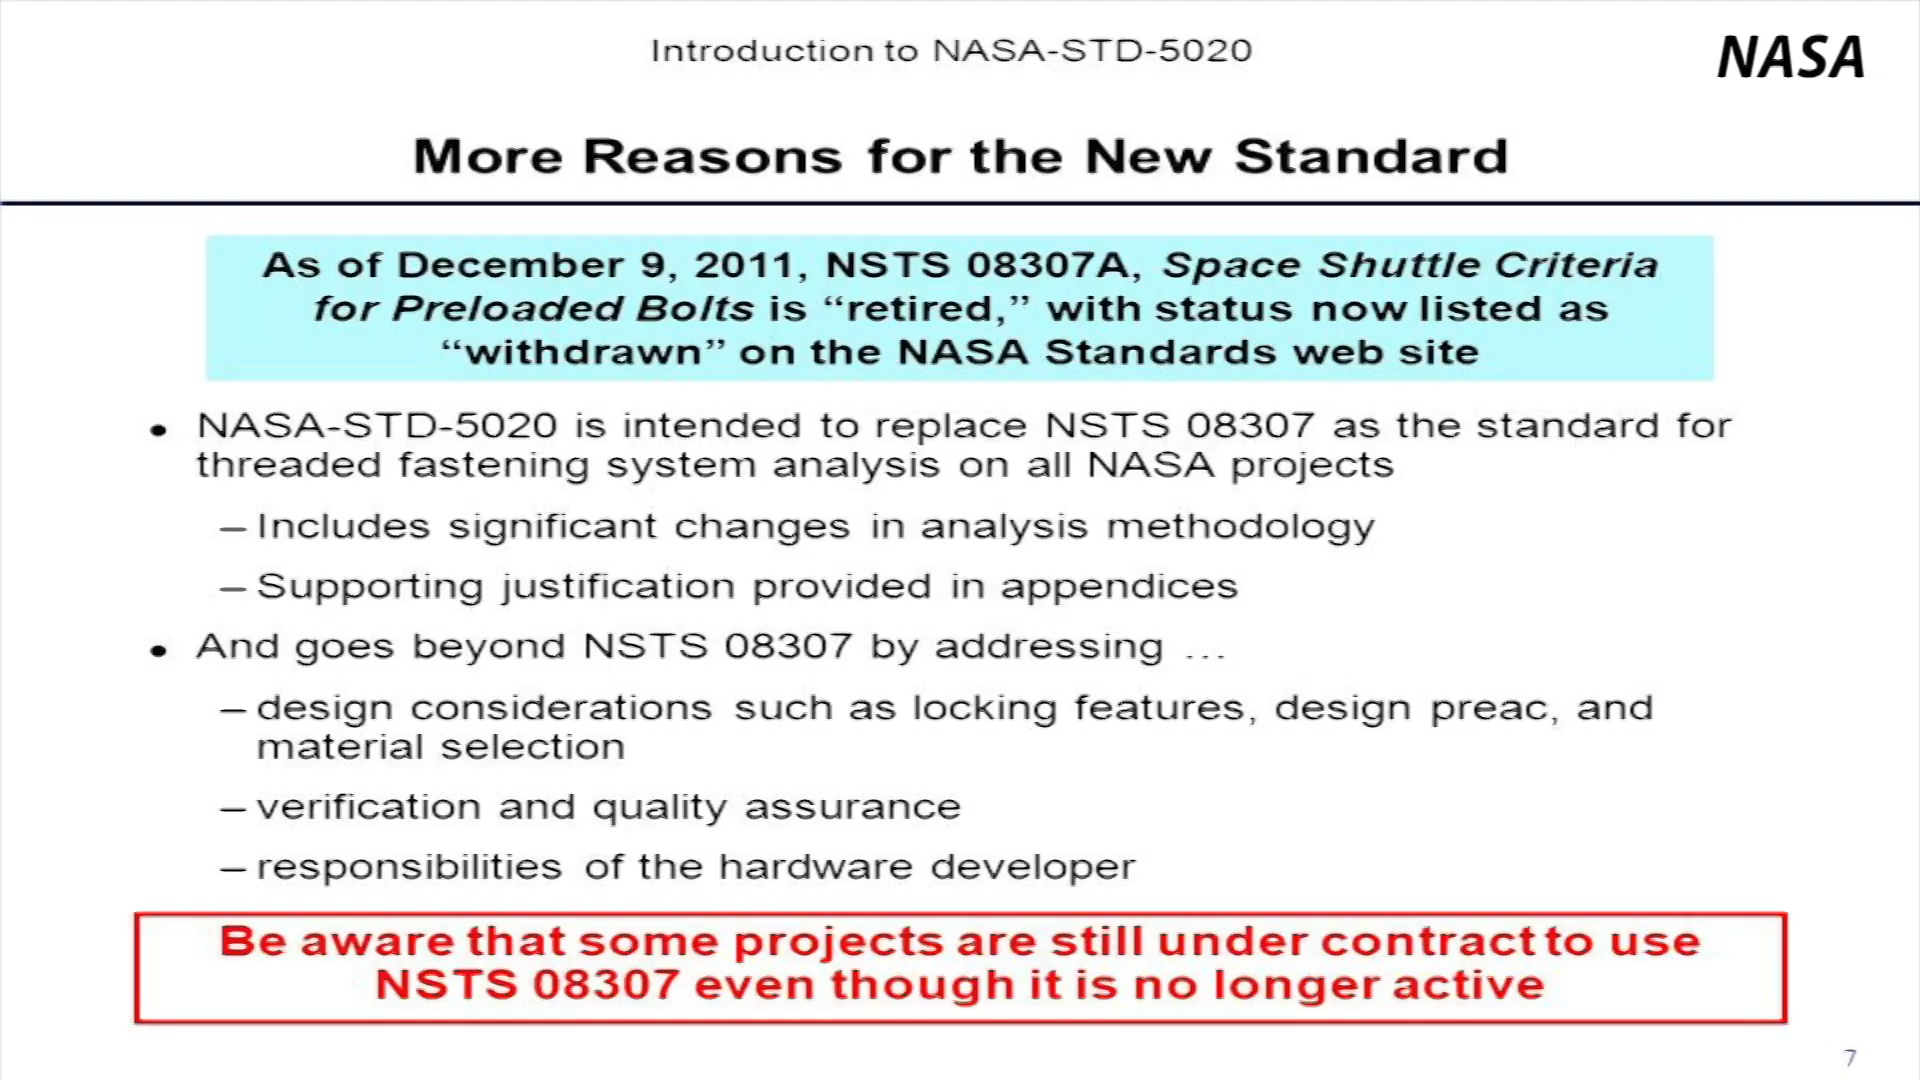 Introduction to NASA-STD-5020
NASA
More Reasons for the New Standard
As of December 9, 2011, NSTS 08307A, Space Shuttle Criteria
for Preloaded Bolts is “retired,” with status now listed as
“withdrawn” on the NASA Standards web site
• NASA-STD-5020 is intended to replace NSTS 08307 as the standard for
threaded fastening system analysis on all NASA projects
– Includes significant changes in analysis methodology
– Supporting justification provided in appendices
• And goes beyond NSTS 08307 by addressing …
– design considerations such as locking features, design preac, and
material selection
– verification and quality assurance
– responsibilities of the hardware developer
Be aware that some projects are still under contract to use
NSTS 08307 even though it is no longer active
7